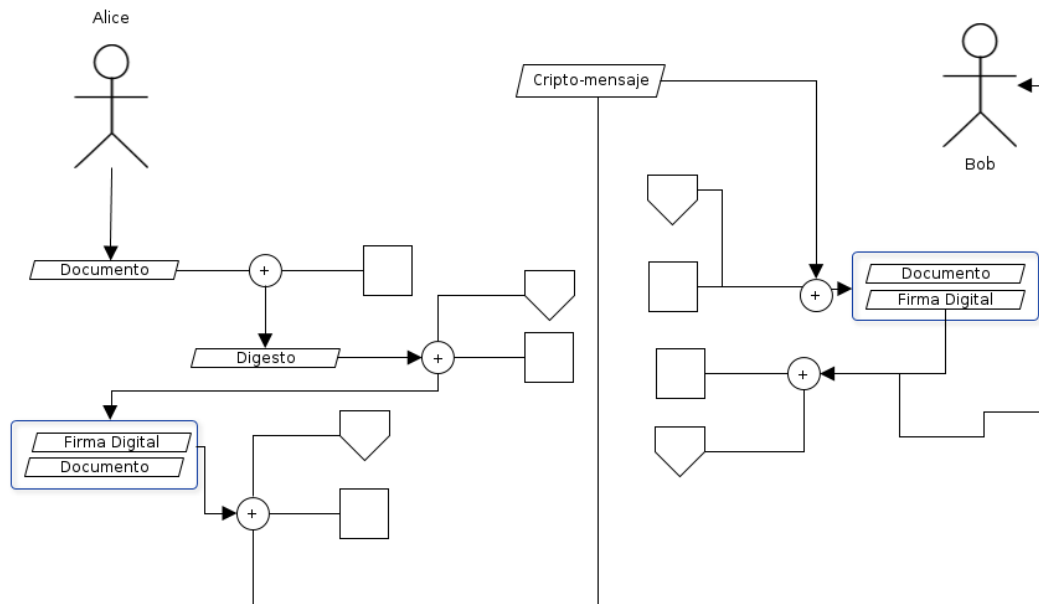 Alice
Cripto-mensaje
Bob
Documento
+
Documento
+
Firma Digital
Digesto
+
+
Firma Digital
Documento
+